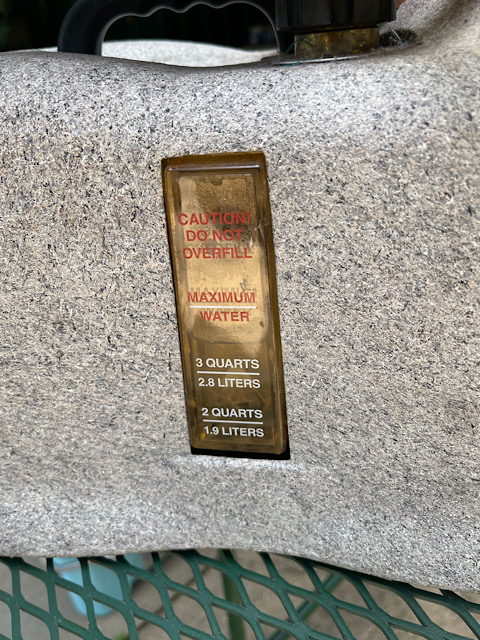 CAUTION!
DO NOT
OVERFILL
MAXIMUM
WATER
3 QUARTS
2.8 LITERS
2 QUARTS
1.9 LITERS